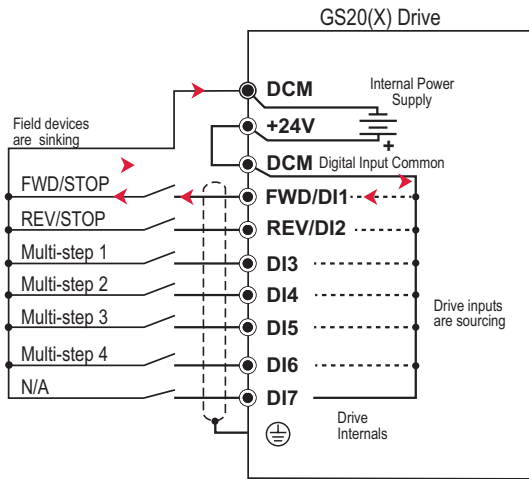 GS20(X) Drive
DCM
Internal Power
Supply
+24V
+
Field devices
are sinking
DCM
Digital Input Common
FWD/STOP
FWD/DI1
REV/STOP
REV/DI2
Multi-step 1
DI3
Multi-step 2
DI4
Drive inputs
are sourcing
Multi-step 3
DI5
Multi-step 4
DI6
N/A
DI7
Drive
Internals